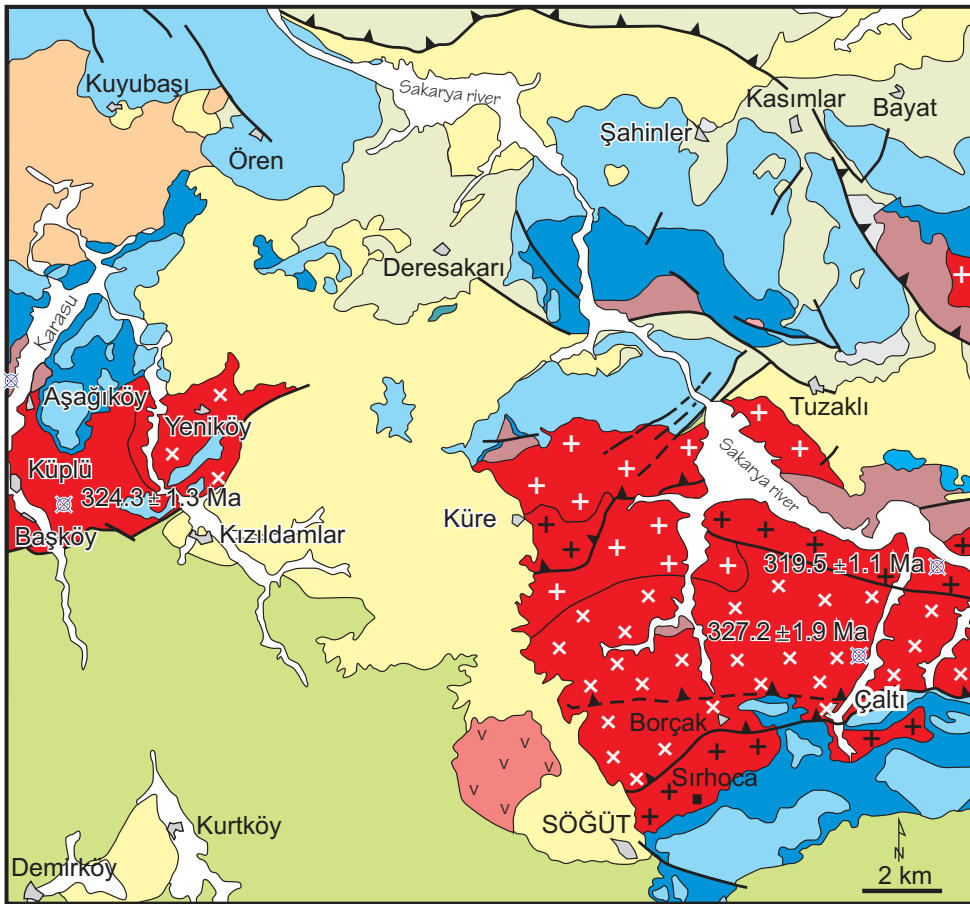 Kuyubaşı
Sakarya river
Kasımlar
Bayat
Şahinler
Ören
Deresakarı
Karasu
Aşağıköy
Yeniköy
Tuzaklı
Sakarya river
Küplü
324.3 ± 1.3 Ma
Başköy
Kızıldamlar
Küre
319.5 ± 1.1 Ma
327.2 ± 1.9 Ma
Çaltı
Borçak
Sırhoca
SÖĞÜT
Kurtköy
Demirköy
N
2 km